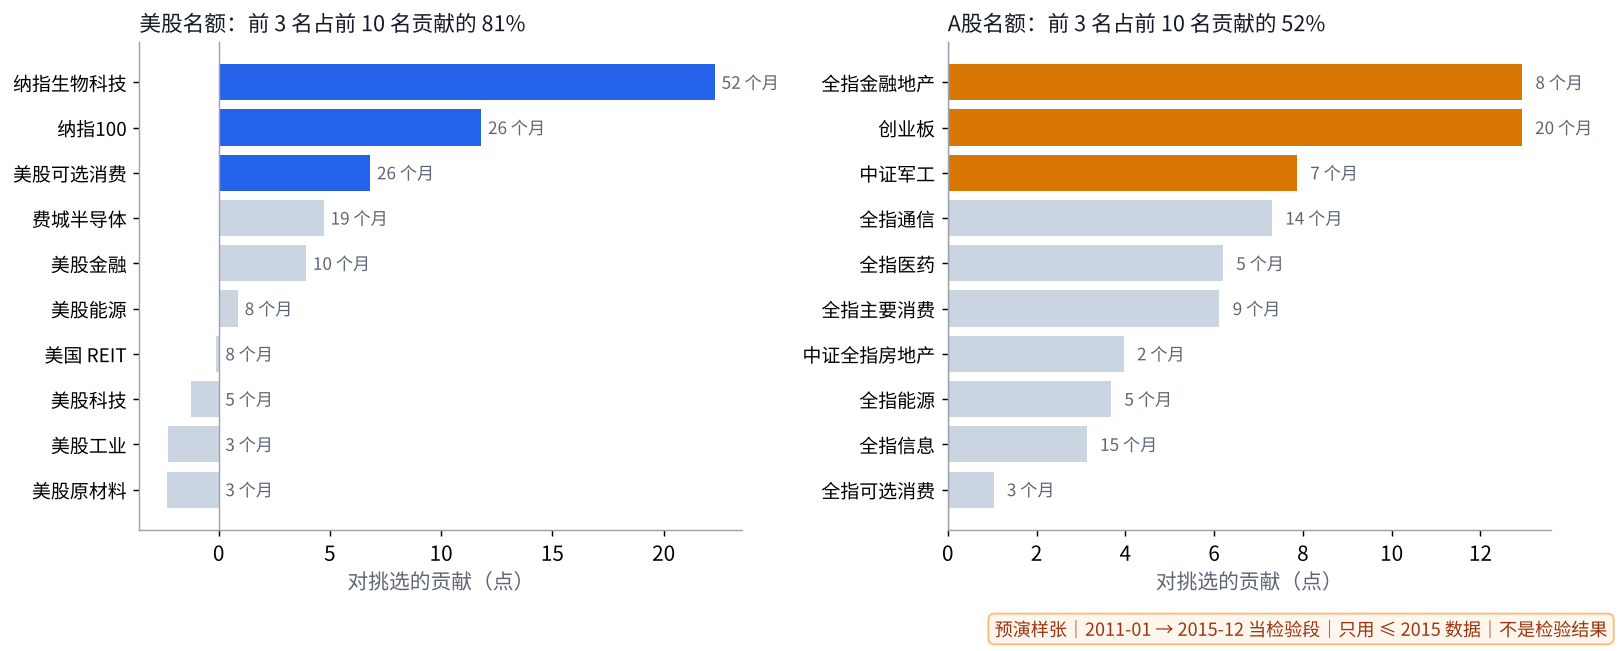 美股名额：前 3 名占前 10 名贡献的 81%
纳指生物科技
52 个月
纳指100
26 个月
美股可选消费
26 个月
费城半导体
19 个月
美股金融
10 个月
美股能源
8 个月
美国 REIT
8 个月
美股科技
5 个月
美股工业
3 个月
美股原材料
3 个月
0 5 10 15 20
对挑选的贡献（点）
A股名额：前 3 名占前 10 名贡献的 52%
全指金融地产
8 个月
创业板
20 个月
中证军工
7 个月
全指通信
14 个月
全指医药
5 个月
全指主要消费
9 个月
中证全指房地产
2 个月
全指能源
5 个月
全指信息
15 个月
全指可选消费
3 个月
0 2 4 6 8 10 12
对挑选的贡献（点）
预演样张｜2011-01 → 2015-12 当检验段｜只用 ≤ 2015 数据｜不是检验结果